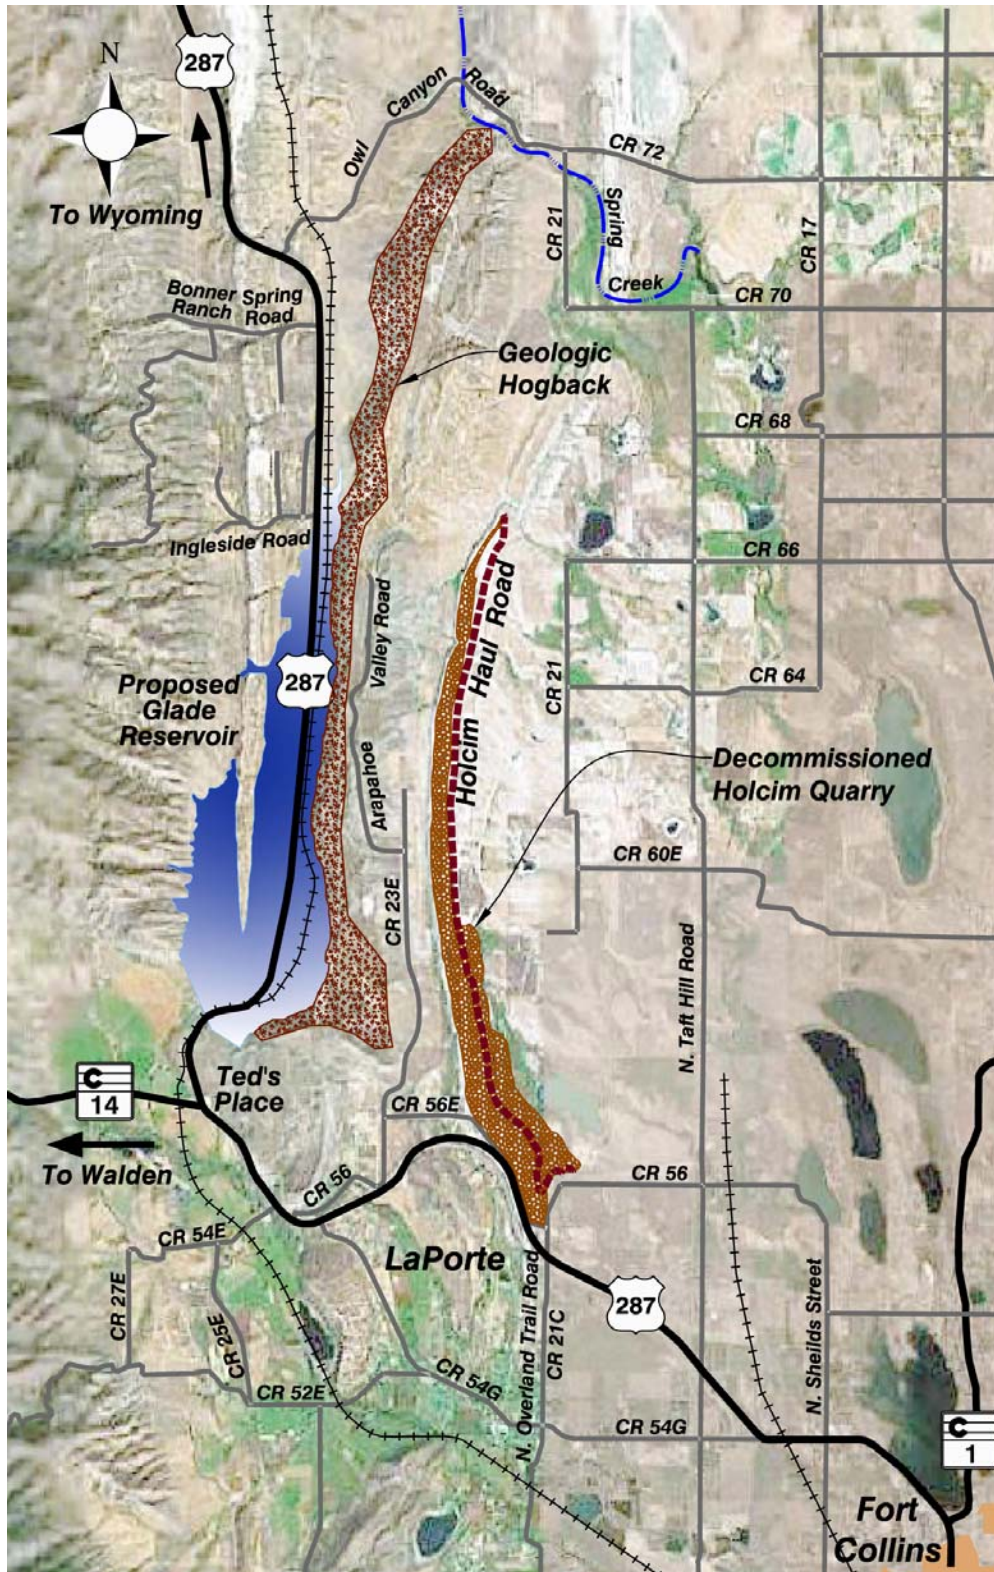 N
287
To Wyoming
Owl Canyon Road
CR 72
Spring
Creek
CR 21
CR 17
CR 70
Bonner Spring
Ranch Road
Geologic
Hogback
CR 68
Ingleside Road
CR 66
Valley Road
Holcim Haul Road
CR 21
CR 64
287
Proposed
Glade
Reservoir
Arapahoe
Decommissioned
Holcim Quarry
CR 60E
CR 23E
N. Taft Hill Road
C
14
Ted's
Place
CR 56E
To Walden
CR 56
CR 56
CR 54E
LaPorte
CR 27E
CR 25E
N. Overland Trail Road
CR 21C
287
N. Sheilds Street
CR 52E
CR 54G
CR 54G
C
1
Fort
Collins